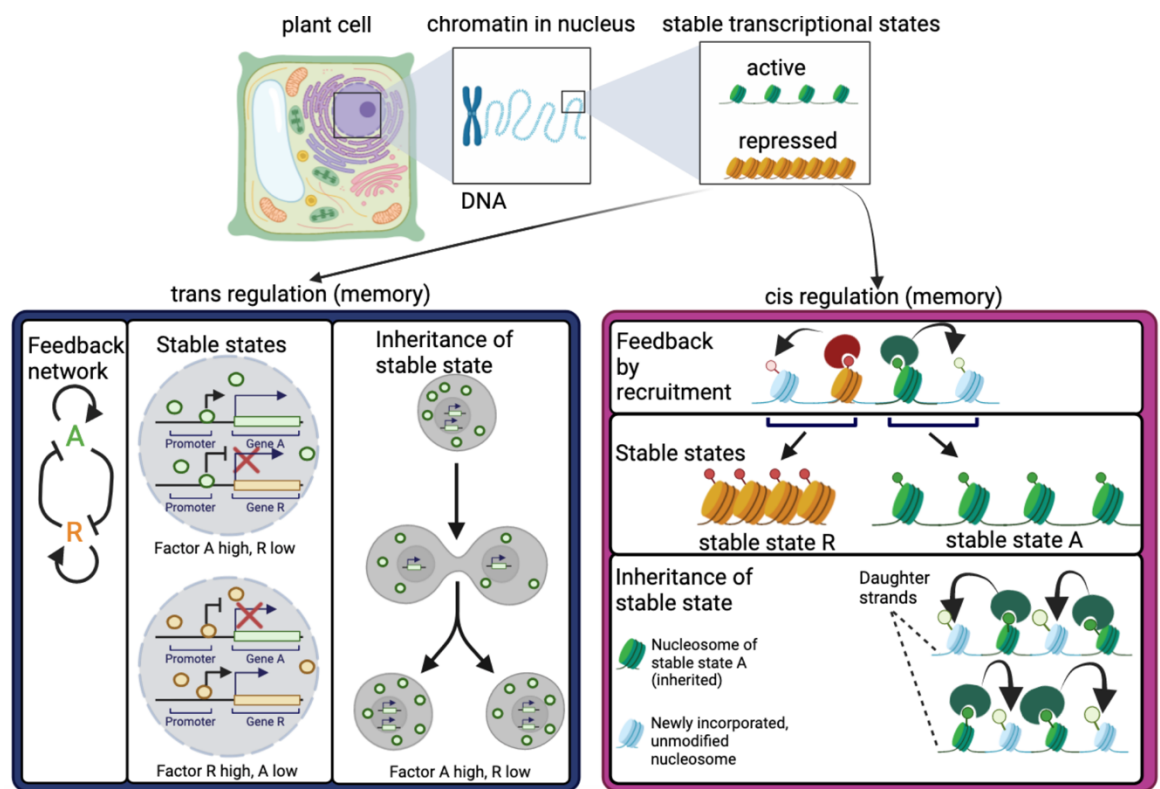 plant cell
chromatin in nucleus
stable transcriptional states
active
repressed
DNA
trans regulation (memory)
Feedback
network
A
R
Stable states
Promoter
Gene A
Promoter
Gene R
Factor A high, R low
Promoter
Gene A
Promoter
Gene R
Factor R high, A low
Inheritance of
stable state
Factor A high, R low
cis regulation (memory)
Feedback
by
recruitment
Stable states
stable state R
stable state A
Inheritance of
stable state
Nucleosome of
stable state A
(inherited)
Newly incorporated,
unmodified
nucleosome
Daughter
strands